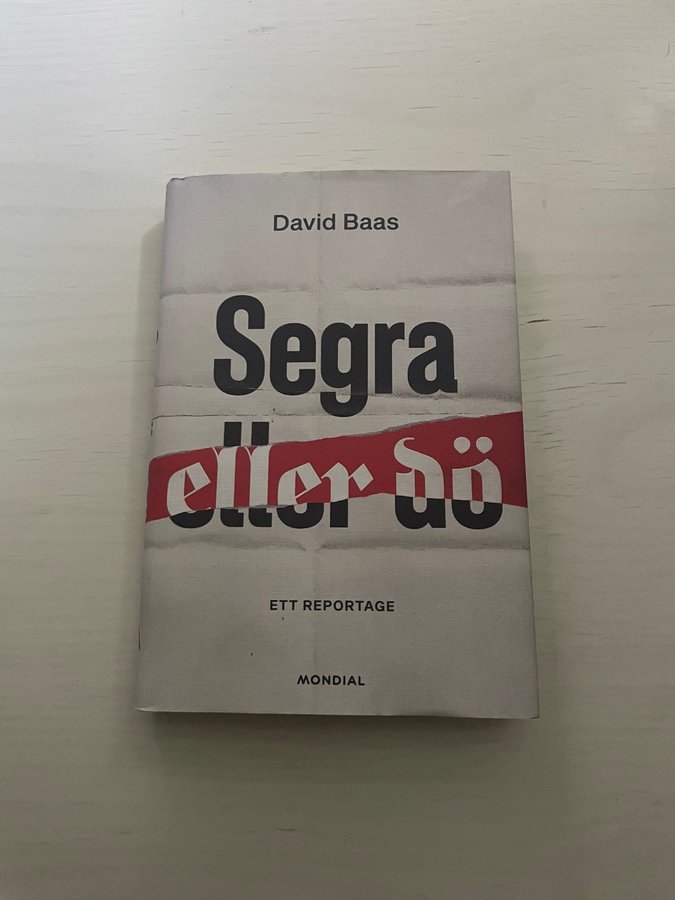 David Baas
Segra
eller dö
ETT REPORTAGE
MONDIAL